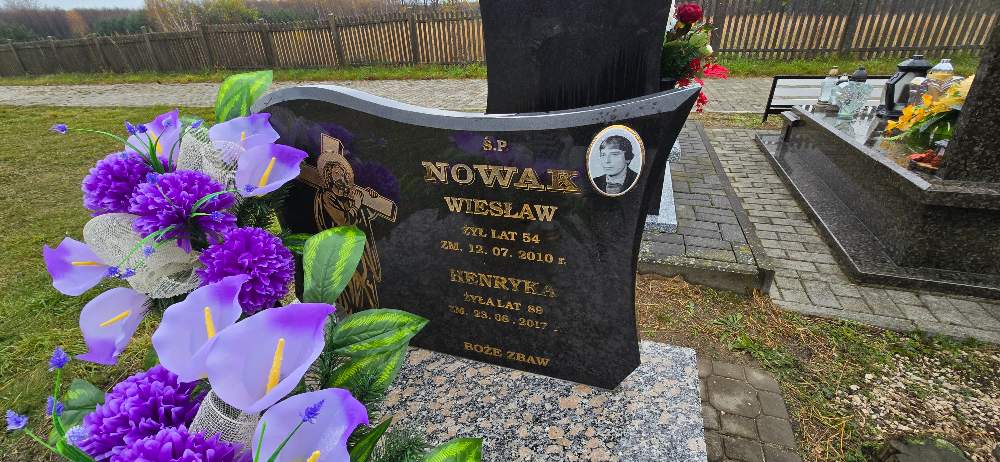 Ś.P
NOWAK
WIESŁAW
ŻYŁ LAT 54
ZM. 12. 07. 2010 r.
HENRYKA
ŻYŁA LAT 89
ZM. 23. 08. 2017
BOŻE ZBAW